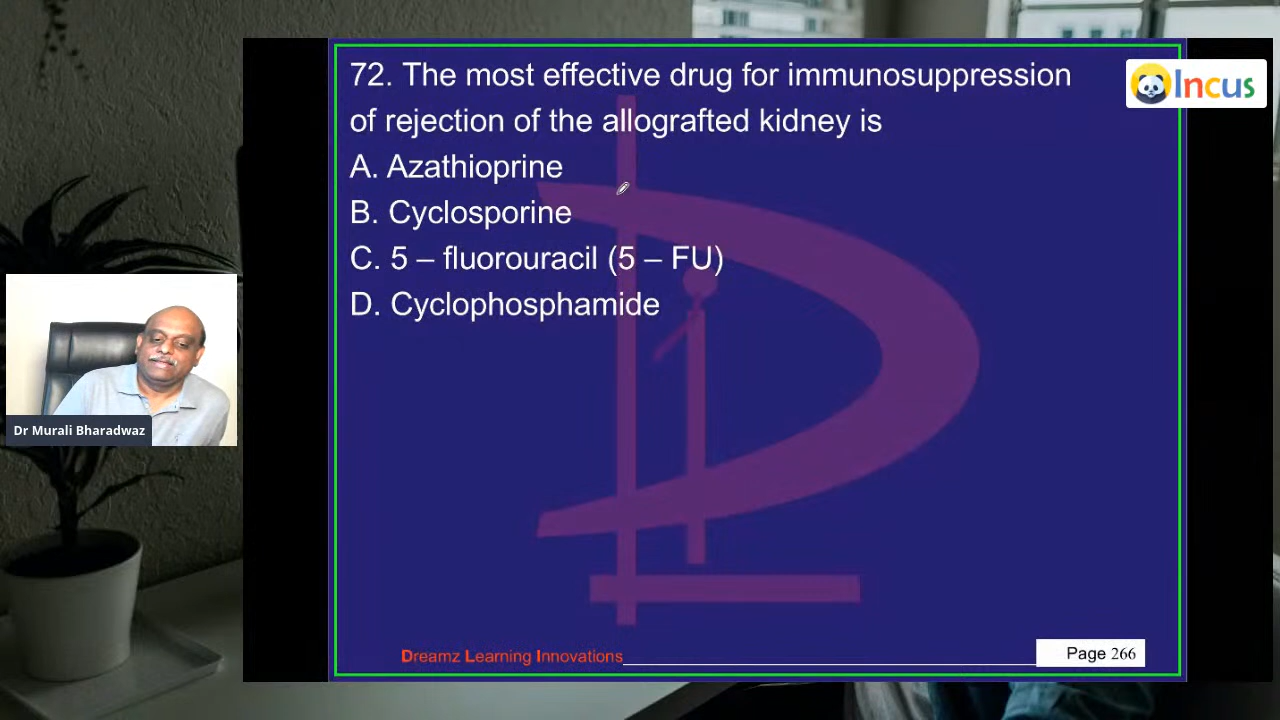 72. The most effective drug for immunosuppression
of rejection of the allografted kidney is
A. Azathioprine
B. Cyclosporine
C. 5 – fluorouracil (5 – FU)
D. Cyclophosphamide
Incus
Dr Murali Bharadwaz
Dreamz Learning Innovations
Page 266